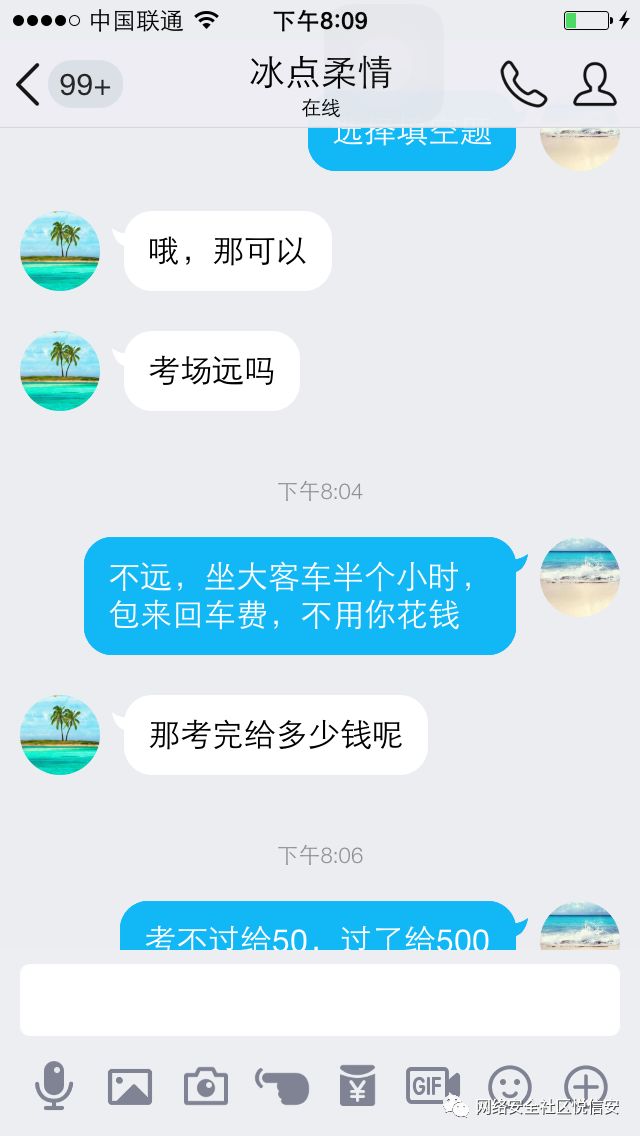 中国联通
下午8:09
99+
冰点柔情
在线
选择填空题
哦，那可以
考场远吗
下午8:04
不远，坐大客车半个小时，
包来回车费，不用你花钱
那考完给多少钱呢
下午8:06
考不过给50，过了给500
GIF
网络安全社区悦信安